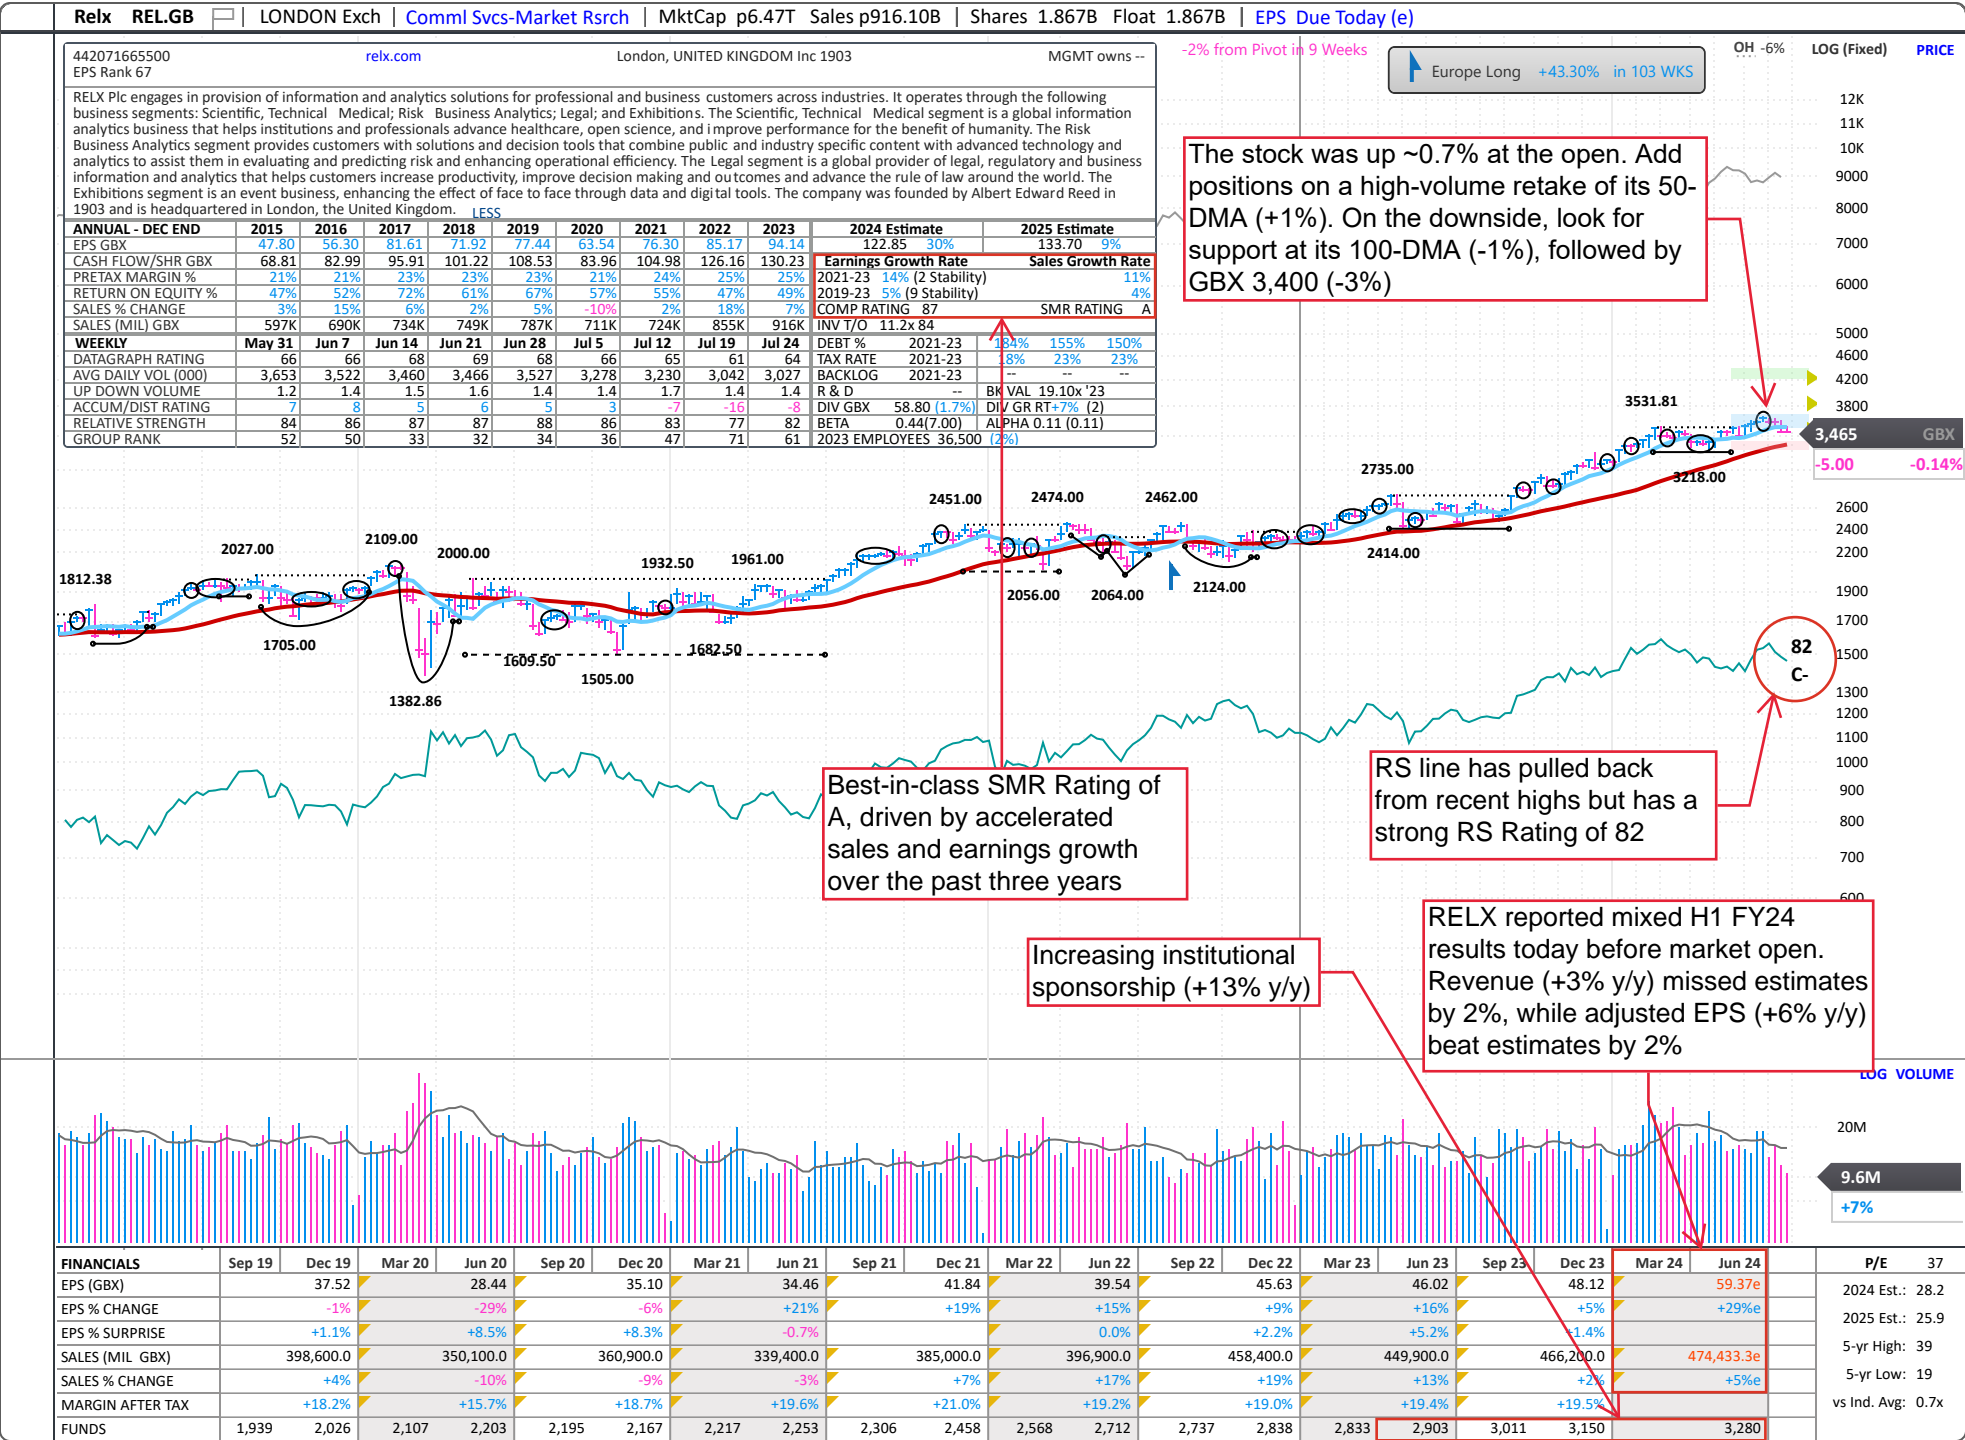 Relx REL.GB LONDON Exch Comml Svcs-Market Rsrch MktCap p6.47T Sales p916.10B Shares 1.867B Float 1.867B EPS Due Today (e)
442071665500 relx.com London, UNITED KINGDOM Inc 1903 MGMT owns --
EPS Rank 67
RELX Plc engages in provision of information and analytics solutions for professional and business customers across industries. It operates through the following
business segments: Scientific, Technical Medical; Risk Business Analytics; Legal; and Exhibitions. The Scientific, Technical Medical segment is a global information
analytics business that helps institutions and professionals advance healthcare, open science, and improve performance for the benefit of humanity. The Risk
Business Analytics segment provides customers with solutions and decision tools that combine public and industry specific content with advanced technology and
analytics to assist them in evaluating and predicting risk and enhancing operational efficiency. The Legal segment is a global provider of legal, regulatory and business
information and analytics that helps customers increase productivity, improve decision making and outcomes and advance the rule of law around the world. The
Exhibitions segment is an event business, enhancing the effect of face to face through data and digital tools. The company was founded by Albert Edward Reed in
1903 and is headquartered in London, the United Kingdom. LESS
ANNUAL - DEC END 2015 2016 2017 2018 2019 2020 2021 2022 2023 2024 Estimate 2025 Estimate
EPS GBX 47.80 56.30 81.61 71.92 77.44 63.54 76.30 85.17 94.14 122.85 30% 133.70 9%
CASH FLOW/SHR GBX 68.81 82.99 95.91 101.22 108.53 83.96 104.98 126.16 130.23 Earnings Growth Rate Sales Growth Rate
PRETAX MARGIN % 21% 21% 23% 23% 23% 21% 24% 25% 25% 2021-23 14% (2 Stability) 11%
RETURN ON EQUITY % 47% 52% 72% 61% 67% 57% 55% 47% 49% 2019-23 5% (9 Stability) 4%
SALES % CHANGE 3% 15% 6% 2% 5% -10% 2% 18% 7% COMP RATING 87 SMR RATING A
SALES (MIL) GBX 597K 690K 734K 749K 787K 711K 724K 855K 916K INV T/O 11.2x 84
WEEKLY May 31 Jun 7 Jun 14 Jun 21 Jun 28 Jul 5 Jul 12 Jul 19 Jul 24 DEBT % 2021-23 184% 155% 150%
DATAGRAPH RATING 66 66 68 69 68 66 65 61 64 TAX RATE 2021-23 18% 23% 23%
AVG DAILY VOL (000) 3,653 3,522 3,460 3,466 3,527 3,278 3,230 3,042 3,027 BACKLOG 2021-23 -- -- --
UP DOWN VOLUME 1.2 1.4 1.5 1.6 1.4 1.4 1.7 1.4 1.4 R & D -- BK VAL 19.10x '23
ACCUM/DIST RATING 7 8 5 6 5 3 -7 -16 -8 DIV GBX 58.80 (1.7%) DIV GR RT +7% (2)
RELATIVE STRENGTH 84 86 87 87 88 86 83 77 82 BETA 0.44(7.00) ALPHA 0.11 (0.11)
GROUP RANK 52 50 33 32 34 36 47 71 61 2023 EMPLOYEES 36,500 (2%)
-2% from Pivot in 9 Weeks
Europe Long +43.30% in 103 WKS
OH -6% LOG (Fixed) PRICE
The stock was up ~0.7% at the open. Add
positions on a high-volume retake of its 50-
DMA (+1%). On the downside, look for
support at its 100-DMA (-1%), followed by
GBX 3,400 (-3%)
12K
11K
10K
9000
8000
7000
6000
5000
4600
4200
3800
3,465 GBX
-5.00 -0.14%
2600
2400
2200
1900
1700
1500
1300
1200
1100
1000
900
800
700
600
1812.38
2027.00
1705.00
2109.00
1382.86
2000.00
1609.50
1505.00
1932.50
1682.50
1961.00
2451.00
2056.00
2474.00
2064.00
2462.00
2124.00
2735.00
2414.00
3531.81
3218.00
82
C-
Best-in-class SMR Rating of
A, driven by accelerated
sales and earnings growth
over the past three years
RS line has pulled back
from recent highs but has a
strong RS Rating of 82
Increasing institutional
sponsorship (+13% y/y)
RELX reported mixed H1 FY24
results today before market open.
Revenue (+3% y/y) missed estimates
by 2%, while adjusted EPS (+6% y/y)
beat estimates by 2%
LOG VOLUME
20M
9.6M
+7%
FINANCIALS Sep 19 Dec 19 Mar 20 Jun 20 Sep 20 Dec 20 Mar 21 Jun 21 Sep 21 Dec 21 Mar 22 Jun 22 Sep 22 Dec 22 Mar 23 Jun 23 Sep 23 Dec 23 Mar 24 Jun 24 P/E 37
EPS (GBX) 37.52 28.44 35.10 34.46 41.84 39.54 45.63 46.02 48.12 59.37e 2024 Est.: 28.2
EPS % CHANGE -1% -29% -6% +21% +19% +15% +9% +16% +5% +29%e 2025 Est.: 25.9
EPS % SURPRISE +1.1% +8.5% +8.3% -0.7% 0.0% +2.2% +5.2% +1.4%
SALES (MIL GBX) 398,600.0 350,100.0 360,900.0 339,400.0 385,000.0 396,900.0 458,400.0 449,900.0 466,200.0 474,433.3e 5-yr High: 39
SALES % CHANGE +4% -10% -9% -3% +7% +17% +19% +13% +2% +5%e 5-yr Low: 19
MARGIN AFTER TAX +18.2% +15.7% +18.7% +19.6% +21.0% +19.2% +19.0% +19.4% +19.5% vs Ind. Avg: 0.7x
FUNDS 1,939 2,026 2,107 2,203 2,195 2,167 2,217 2,253 2,306 2,458 2,568 2,712 2,737 2,838 2,833 2,903 3,011 3,150 3,280